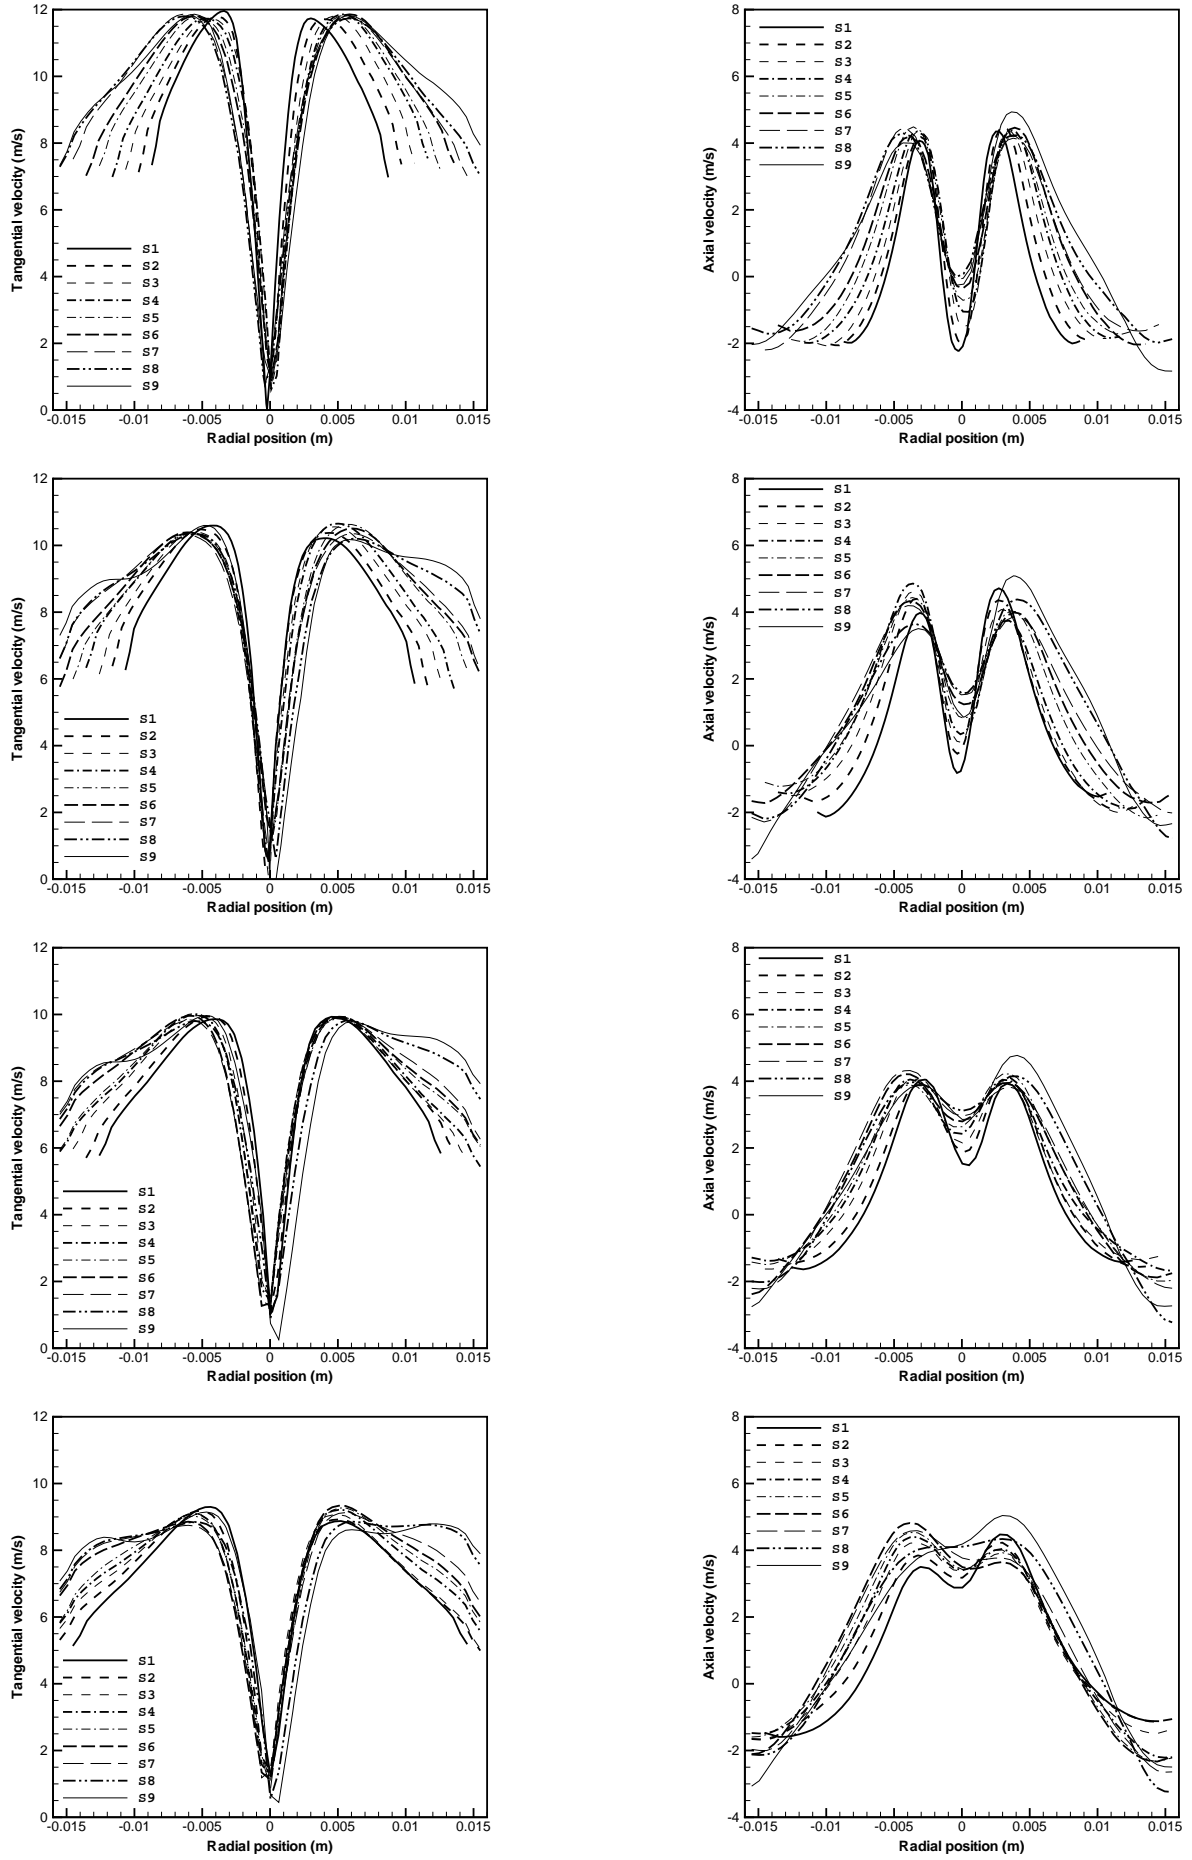 12
10
8
6
4
2
0
Tangential velocity (m/s)
S1
S2
S3
S4
S5
S6
S7
S8
S9
-0.015 -0.01 -0.005 0 0.005 0.01 0.015
Radial position (m)
8
6
4
2
0
-2
-4
Axial velocity (m/s)
S1
S2
S3
S4
S5
S6
S7
S8
S9
-0.015 -0.01 -0.005 0 0.005 0.01 0.015
Radial position (m)
12
10
8
6
4
2
0
Tangential velocity (m/s)
S1
S2
S3
S4
S5
S6
S7
S8
S9
-0.015 -0.01 -0.005 0 0.005 0.01 0.015
Radial position (m)
8
6
4
2
0
-2
-4
Axial velocity (m/s)
S1
S2
S3
S4
S5
S6
S7
S8
S9
-0.015 -0.01 -0.005 0 0.005 0.01 0.015
Radial position (m)
12
10
8
6
4
2
0
Tangential velocity (m/s)
S1
S2
S3
S4
S5
S6
S7
S8
S9
-0.015 -0.01 -0.005 0 0.005 0.01 0.015
Radial position (m)
8
6
4
2
0
-2
-4
Axial velocity (m/s)
S1
S2
S3
S4
S5
S6
S7
S8
S9
-0.015 -0.01 -0.005 0 0.005 0.01 0.015
Radial position (m)
12
10
8
6
4
2
0
Tangential velocity (m/s)
S1
S2
S3
S4
S5
S6
S7
S8
S9
-0.015 -0.01 -0.005 0 0.005 0.01 0.015
Radial position (m)
8
6
4
2
0
-2
-4
Axial velocity (m/s)
S1
S2
S3
S4
S5
S6
S7
S8
S9
-0.015 -0.01 -0.005 0 0.005 0.01 0.015
Radial position (m)